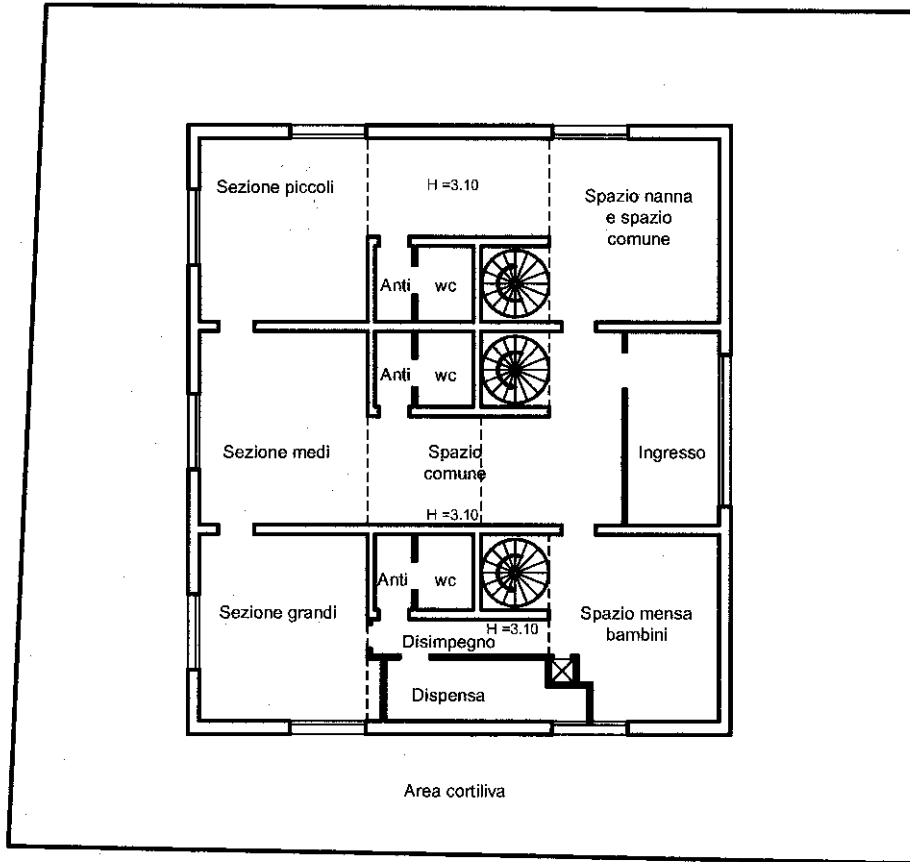 Sezione piccoli
H =3.10
Spazio nanna
e spazio
comune
Anti
wc
Anti
wc
Sezione medi
Spazio
comune
Ingresso
H =3.10
Anti
wc
Sezione grandi
Spazio mensa
bambini
H =3.10
Disimpegno
Dispensa
Area cortiliva